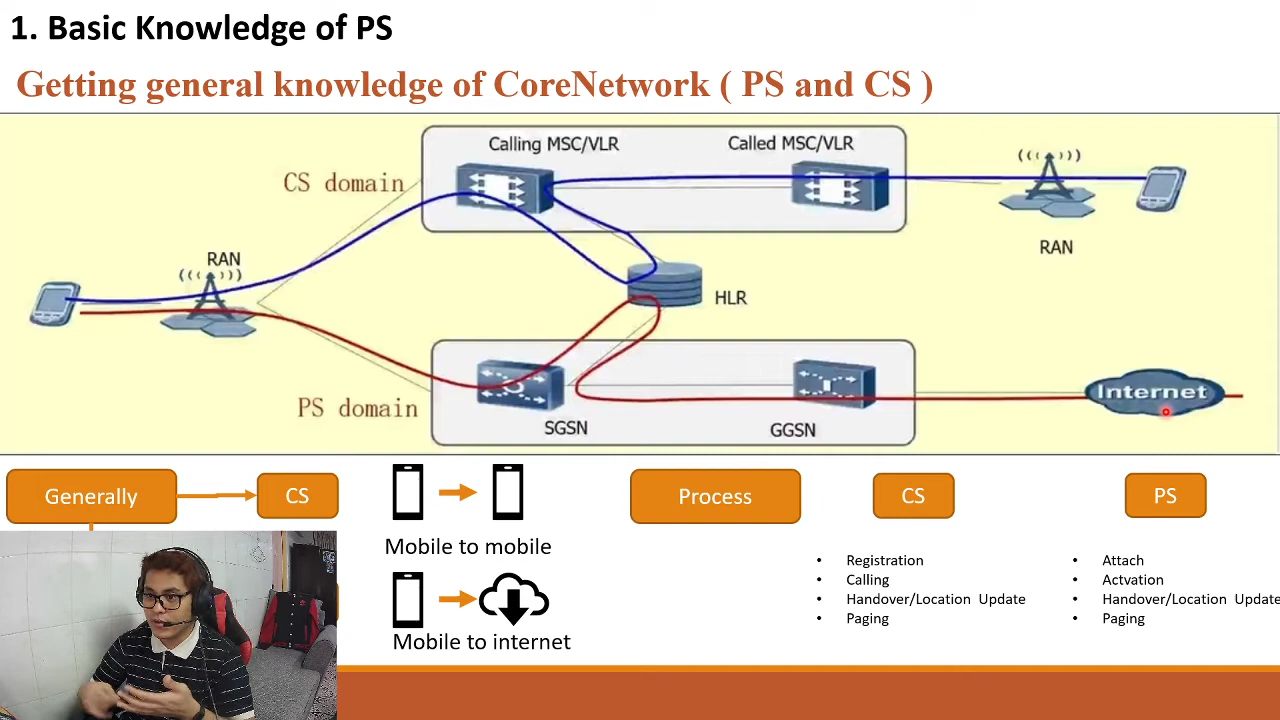 1. Basic Knowledge of PS
Getting general knowledge of CoreNetwork ( PS and CS )
Calling MSC/VLR
Called MSC/VLR
CS domain
RAN
RAN
HLR
PS domain
SGSN
GGSN
Internet
Generally
CS
Mobile to mobile
Mobile to internet
Process
CS
PS
• Registration
• Calling
• Handover/Location Update
• Paging
• Attach
• Actvation
• Handover/Location Update
• Paging